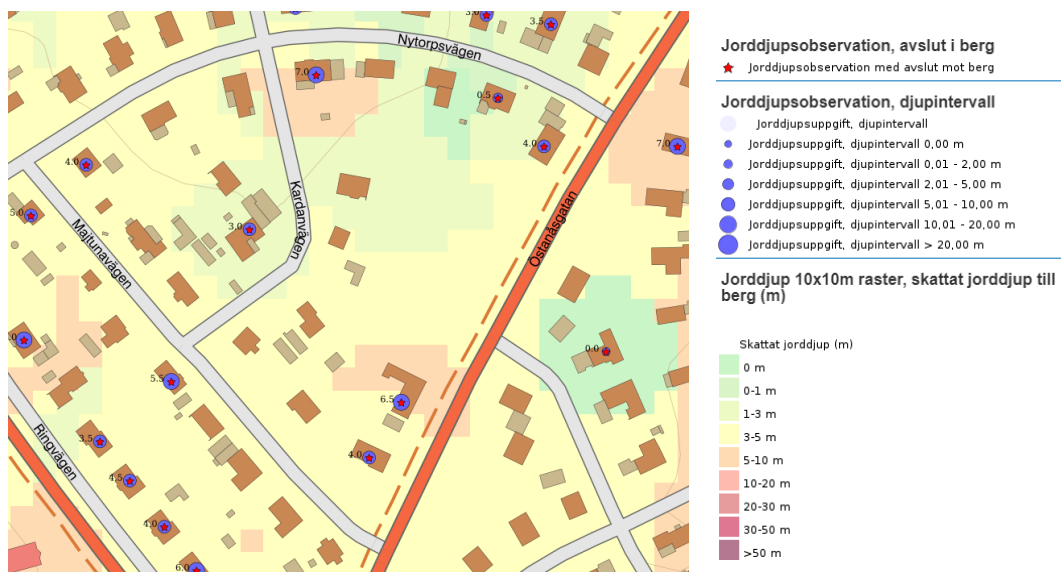 3.0
3.5
Nytorpsvägen
7.0
0.5
4.0
7.0
4.0
Kardanvägen
5.0
3.0
Majtunavägen
Östanåsgatan
.0
0.0
5.5
6.5
Ringvägen
3.5
4.0
4.5
4.0
6.0
Jorddjupsobservation, avslut i berg
Jorddjupsobservation med avslut mot berg
Jorddjupsobservation, djupintervall
Jorddjupsuppgift, djupintervall
Jorddjupsuppgift, djupintervall 0,00 m
Jorddjupsuppgift, djupintervall 0,01 - 2,00 m
Jorddjupsuppgift, djupintervall 2,01 - 5,00 m
Jorddjupsuppgift, djupintervall 5,01 - 10,00 m
Jorddjupsuppgift, djupintervall 10,01 - 20,00 m
Jorddjupsuppgift, djupintervall > 20,00 m
Jorddjup 10x10m raster, skattat jorddjup till
berg (m)
Skattat jorddjup (m)
0 m
0-1 m
1-3 m
3-5 m
5-10 m
10-20 m
20-30 m
30-50 m
>50 m